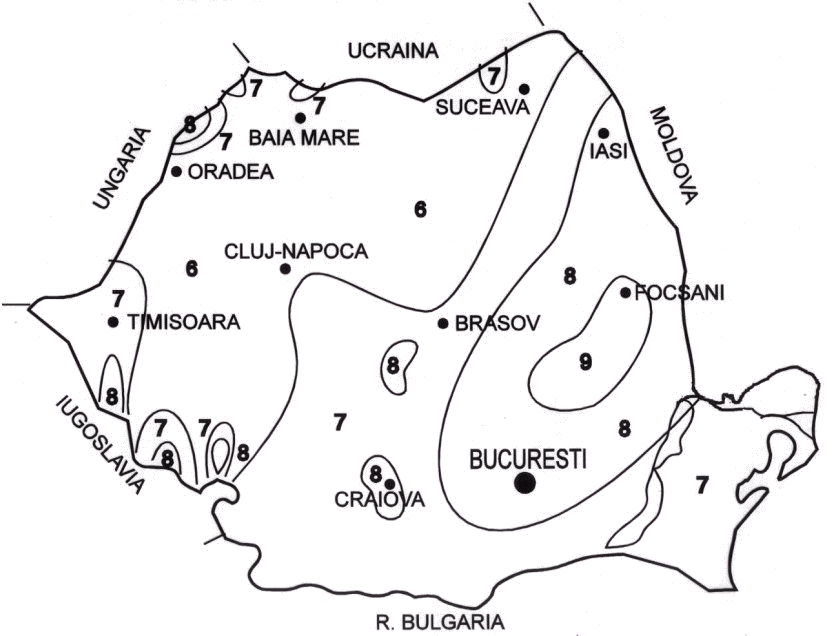 UCRAINA
7
SUCEAVA
7
7
8
7
BAIA MARE
UNGARIA
ORADEA
MOLDOVA
IASI
6
CLUJ-NAPOCA
6
8
7
FOCSANI
TIMISOARA
BRASOV
8
9
8
IUGOSLAVIA
7
7
7
8
8
8
BUCURESTI
8
CRAIOVA
7
R. BULGARIA